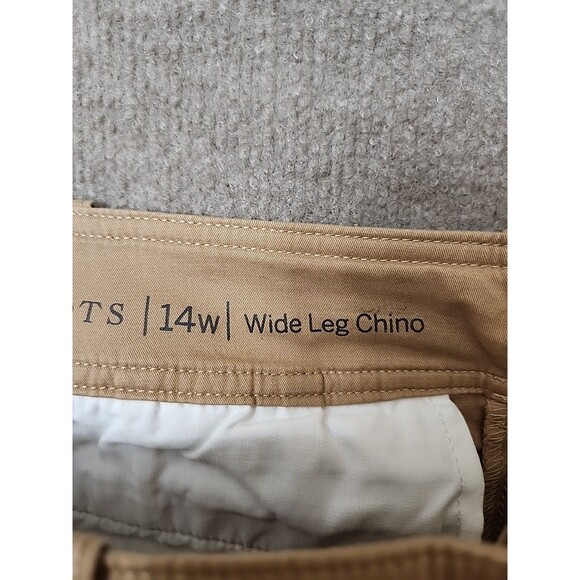 TS | 14w | Wide Leg Chino